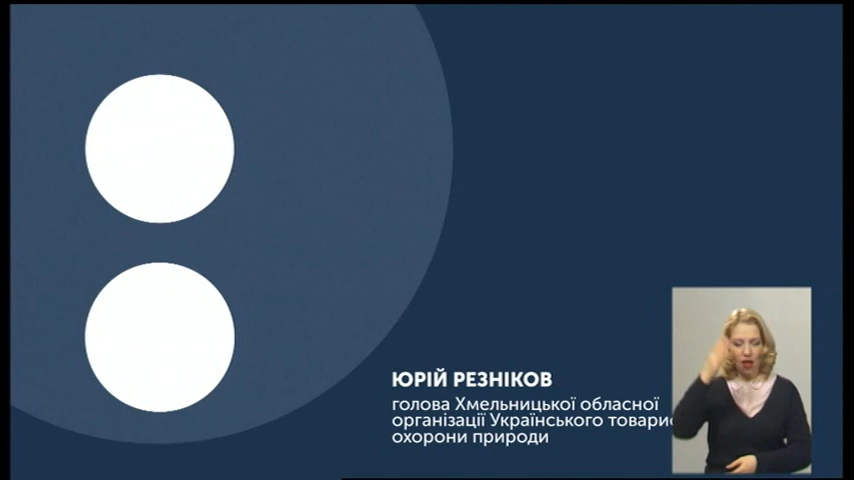 ЮРІЙ РЕЗНІКОВ
голова Хмельницької обласної
організації Українського
охорони природи